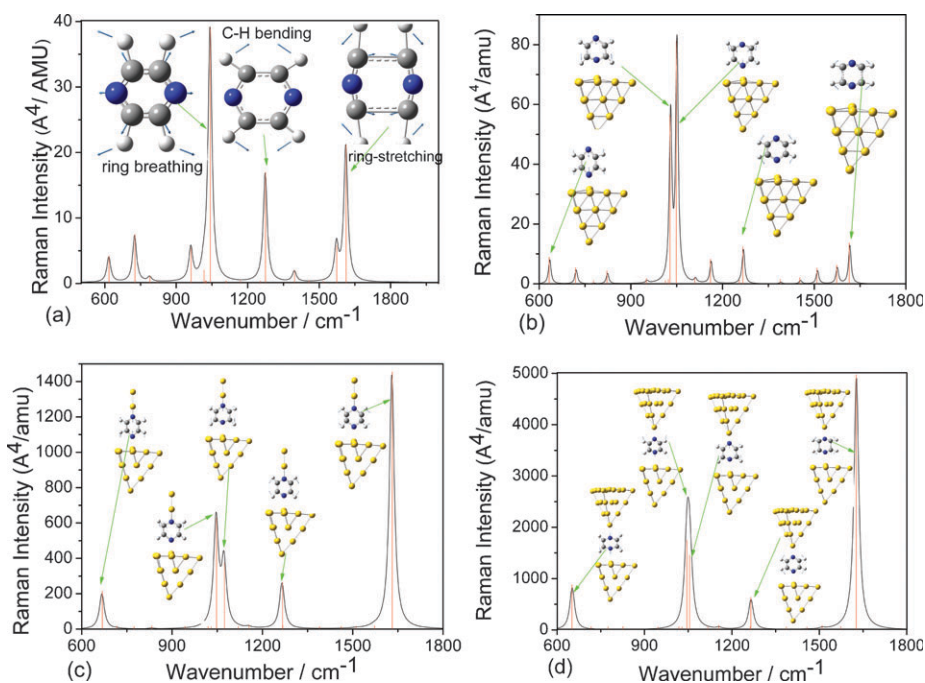 (a)
Raman Intensity (A⁴/ AMU)
40
30
20
10
0
C-H bending
ring breathing
ring-stretching
600 900 1200 1500 1800
Wavenumber / cm⁻¹
(b)
Raman Intensity (A⁴/amu)
80
60
40
20
0
600 900 1200 1500 1800
Wavenumber / cm⁻¹
(c)
Raman Intensity (A⁴/amu)
1400
1200
1000
800
600
400
200
0
600 900 1200 1500 1800
Wavenumber / cm⁻¹
(d)
Raman Intensity (A⁴/amu)
5000
4000
3000
2000
1000
0
600 900 1200 1500 1800
Wavenumber / cm⁻¹